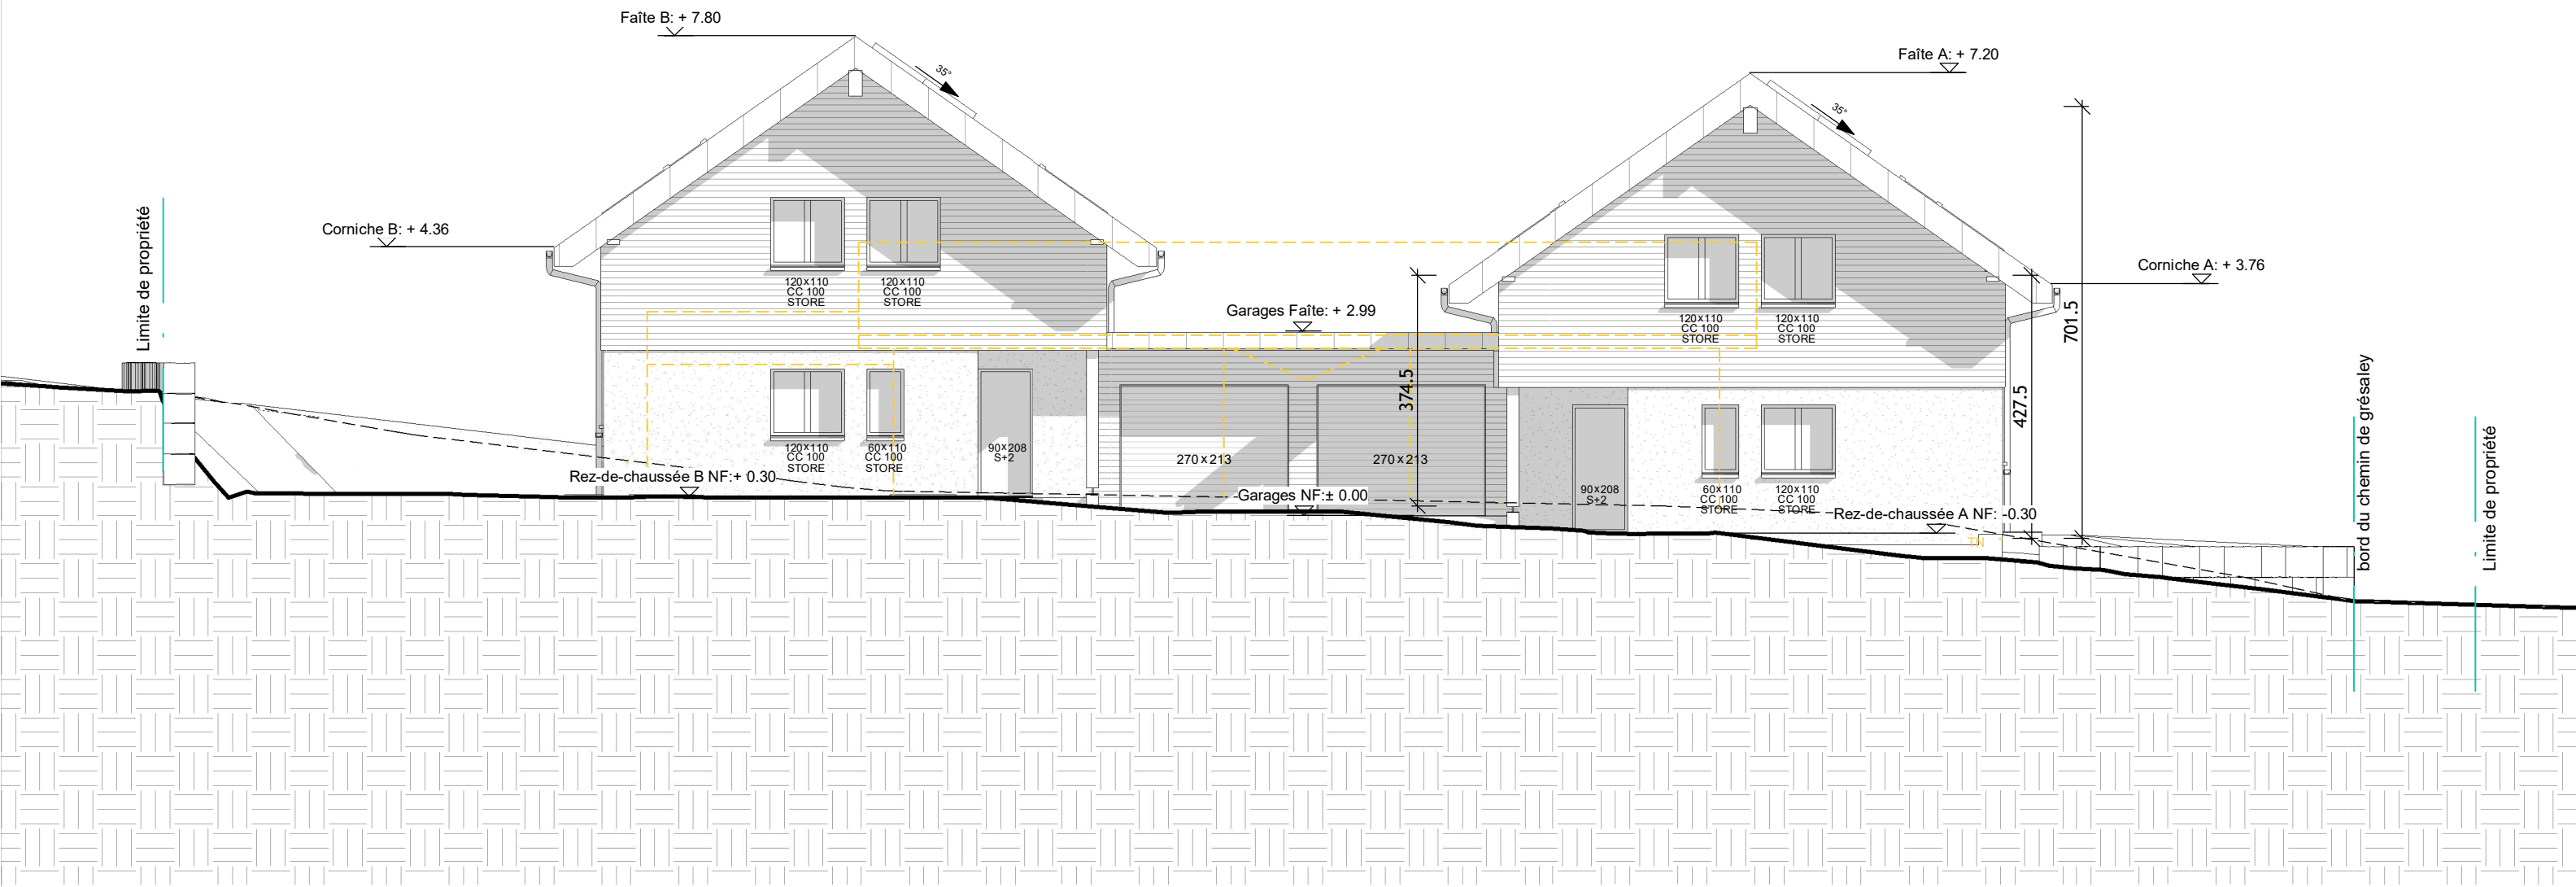 Faîte B: + 7.80
Faîte A: + 7.20
35°
35°
Limite de propriété
Corniche B: + 4.36
Corniche A: + 3.76
120x110
CC 100
STORE
120x110
CC 100
STORE
Garages Faîte: + 2.99
120x110
CC 100
STORE
120x110
CC 100
STORE
701.5
374.5
427.5
bord du chemin de grésaley
Limite de propriété
120x110
CC 100
STORE
60x110
CC 100
STORE
90x208
S+2
270x213
270x213
Rez-de-chaussée B NF:+ 0.30
Garages NF:± 0.00
90x208
S+2
60x110
CC 100
STORE
120x110
CC 100
STORE
Rez-de-chaussée A NF: -0.30
TN